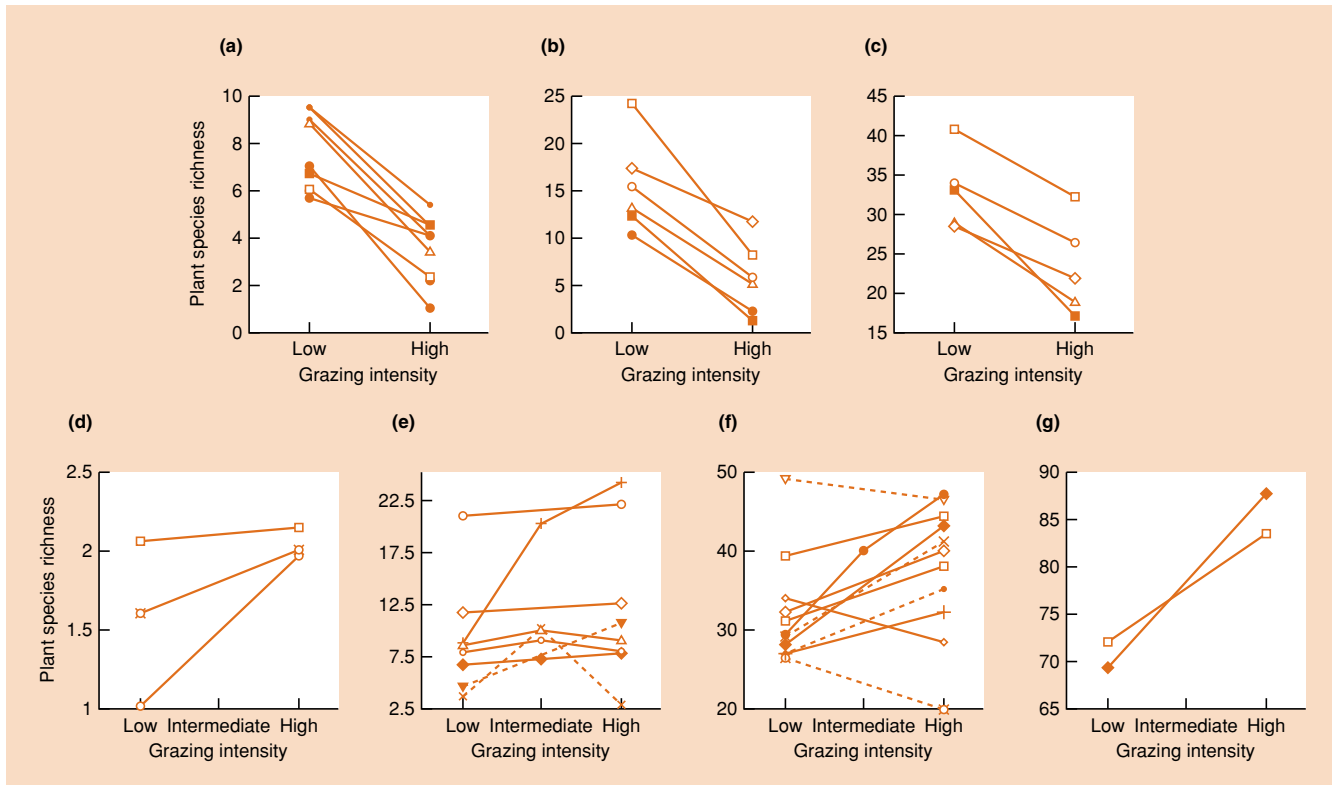 (a)
Plant species richness
10
8
6
4
2
0
Low High
Grazing intensity
(b)
25
20
15
10
5
0
Low High
Grazing intensity
(c)
45
40
35
30
25
20
15
Low High
Grazing intensity
(d)
Plant species richness
2.5
2
1.5
1
Low Intermediate High
Grazing intensity
(e)
22.5
17.5
12.5
7.5
2.5
Low Intermediate High
Grazing intensity
(f)
50
40
30
20
Low Intermediate High
Grazing intensity
(g)
90
85
80
75
70
65
Low Intermediate High
Grazing intensity